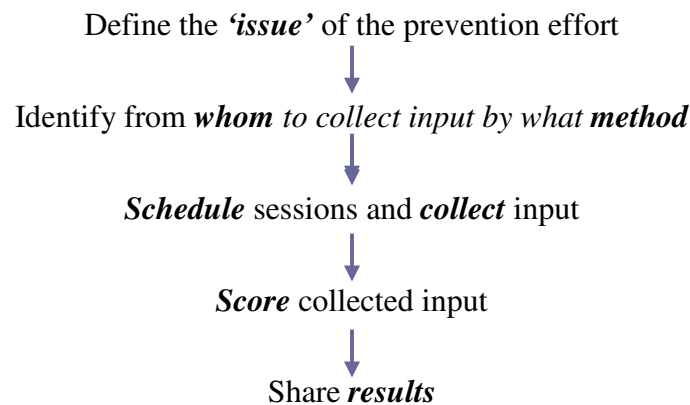 Define the ‘issue’ of the prevention effort
Identify from whom to collect input by what method
Schedule sessions and collect input
Score collected input
Share results